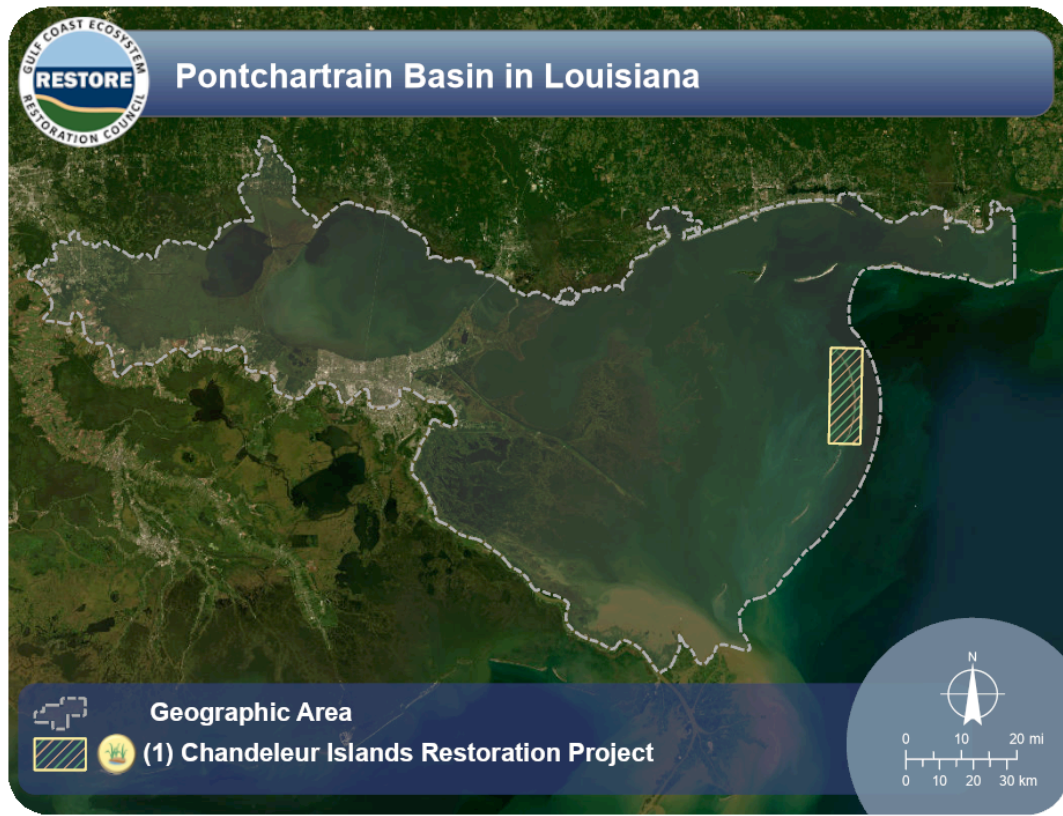 GULF COAST ECOSYSTEM
RESTORE
RESTORATION COUNCIL
Pontchartrain Basin in Louisiana
Geographic Area
(1) Chandeleur Islands Restoration Project
N
0 10 20 mi
0 10 20 30 km